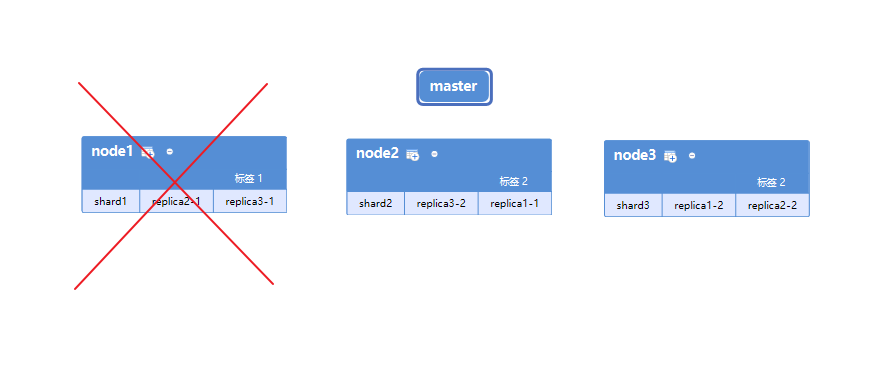 master
node1
标签 1
shard1 replica2-1 replica3-1
node2
标签 2
shard2 replica3-2 replica1-1
node3
标签 2
shard3 replica1-2 replica2-2